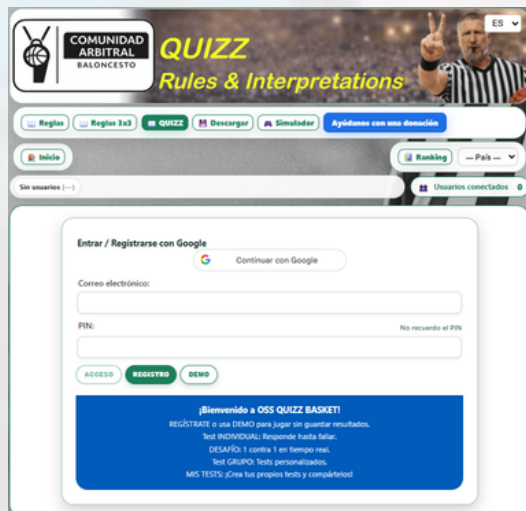 COMUNIDAD
ARBITRAL
BALONCESTO
QUIZZ
Rules & Interpretations
ES
Reglas
Reglas 3x3
QUIZZ
Descargar
Simulador
Ayúdanos con una donación
Inicio
Ranking
— País —
Sin usuarios (—)
Usuarios conectados 0
Entrar / Registrarse con Google
Continuar con Google
Correo electrónico:
PIN:
No recuerdo el PIN
ACCESO
REGISTRO
DEMO
¡Bienvenido a OSS QUIZZ BASKET!
REGÍSTRATE o usa DEMO para jugar sin guardar resultados.
Test INDIVIDUAL: Responde hasta fallar.
DESAFÍO: 1 contra 1 en tiempo real.
Test GRUPO: Tests personalizados.
MIS TESTS: ¡Crea tus propios tests y compártelos!